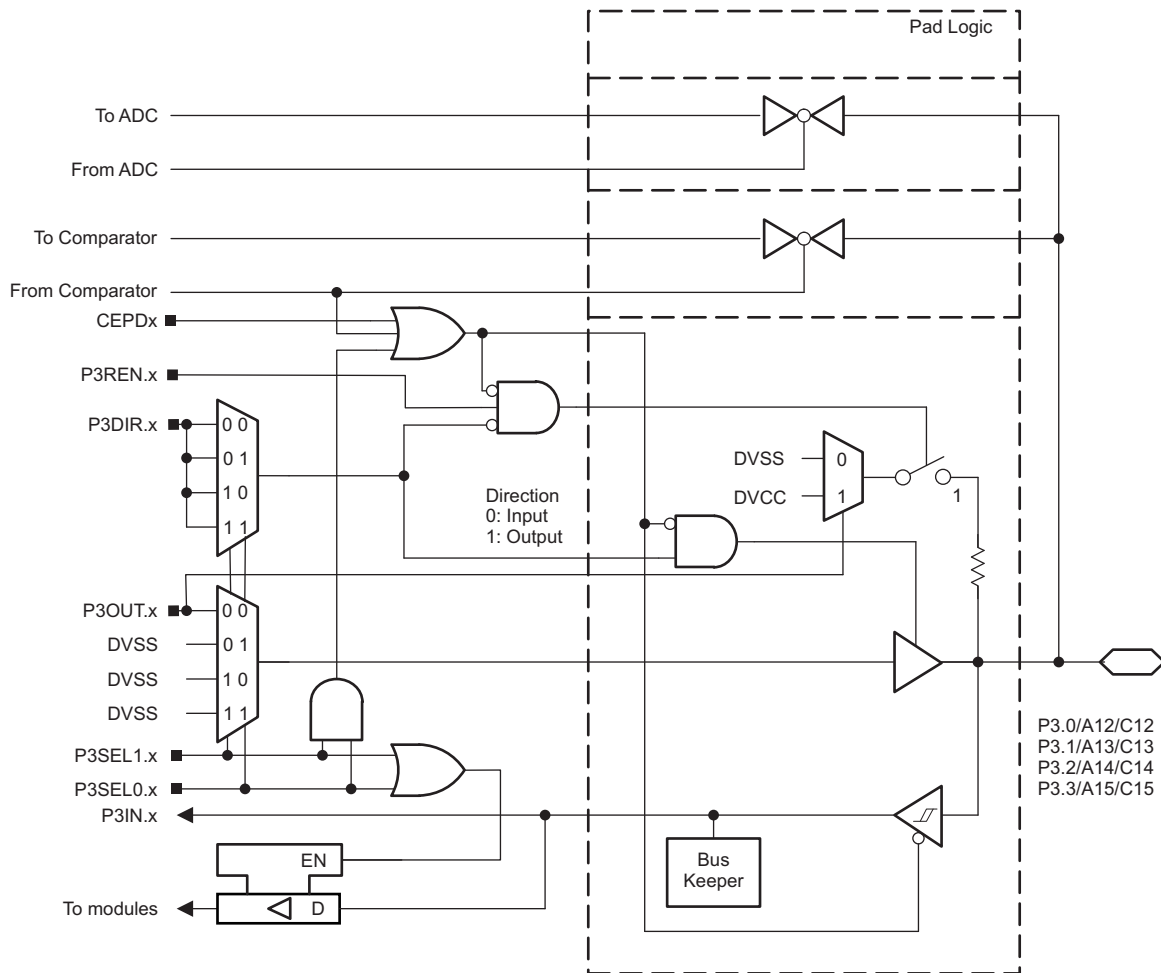 Pad Logic
To ADC
From ADC
To Comparator
From Comparator
CEPDx
P3REN.x
P3DIR.x
0 0
0 1
1 0
1 1
Direction
0: Input
1: Output
DVSS
0
DVCC
1
1
P3OUT.x
0 0
DVSS
0 1
DVSS
1 0
DVSS
1 1
P3SEL1.x
P3SEL0.x
P3IN.x
P3.0/A12/C12
P3.1/A13/C13
P3.2/A14/C14
P3.3/A15/C15
Bus
Keeper
EN
To modules
D